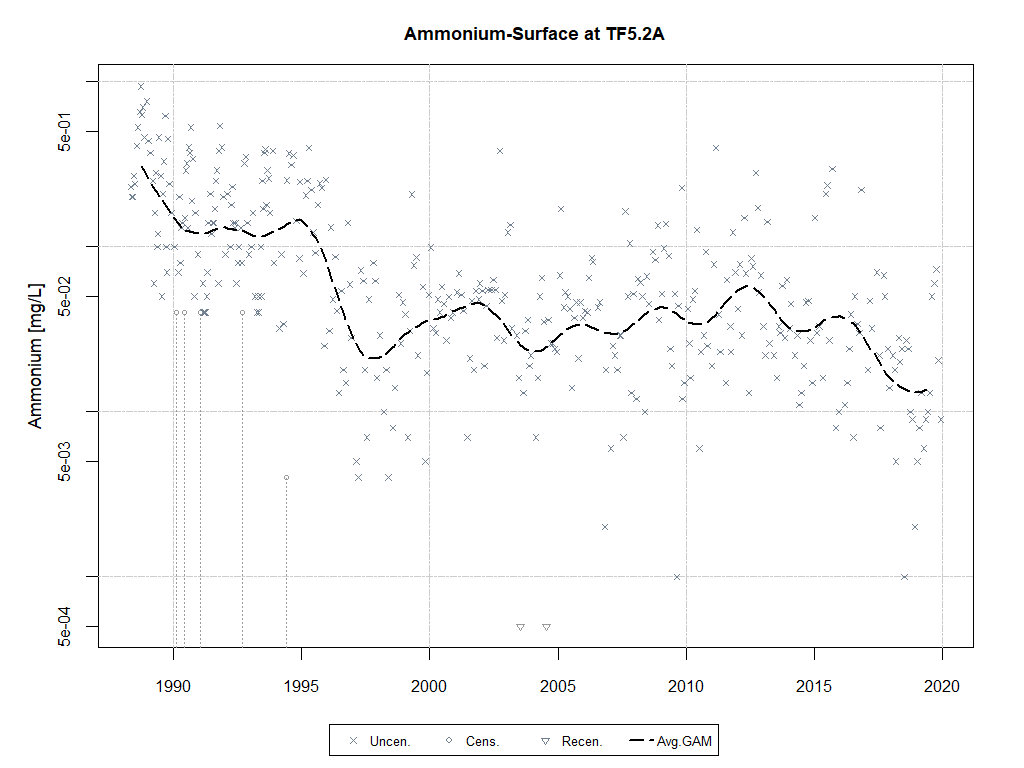 Ammonium-Surface at TF5.2A
Ammonium [mg/L]
5e-01
5e-02
5e-03
5e-04
1990 1995 2000 2005 2010 2015 2020
Uncen. Cens. Recen. Avg.GAM